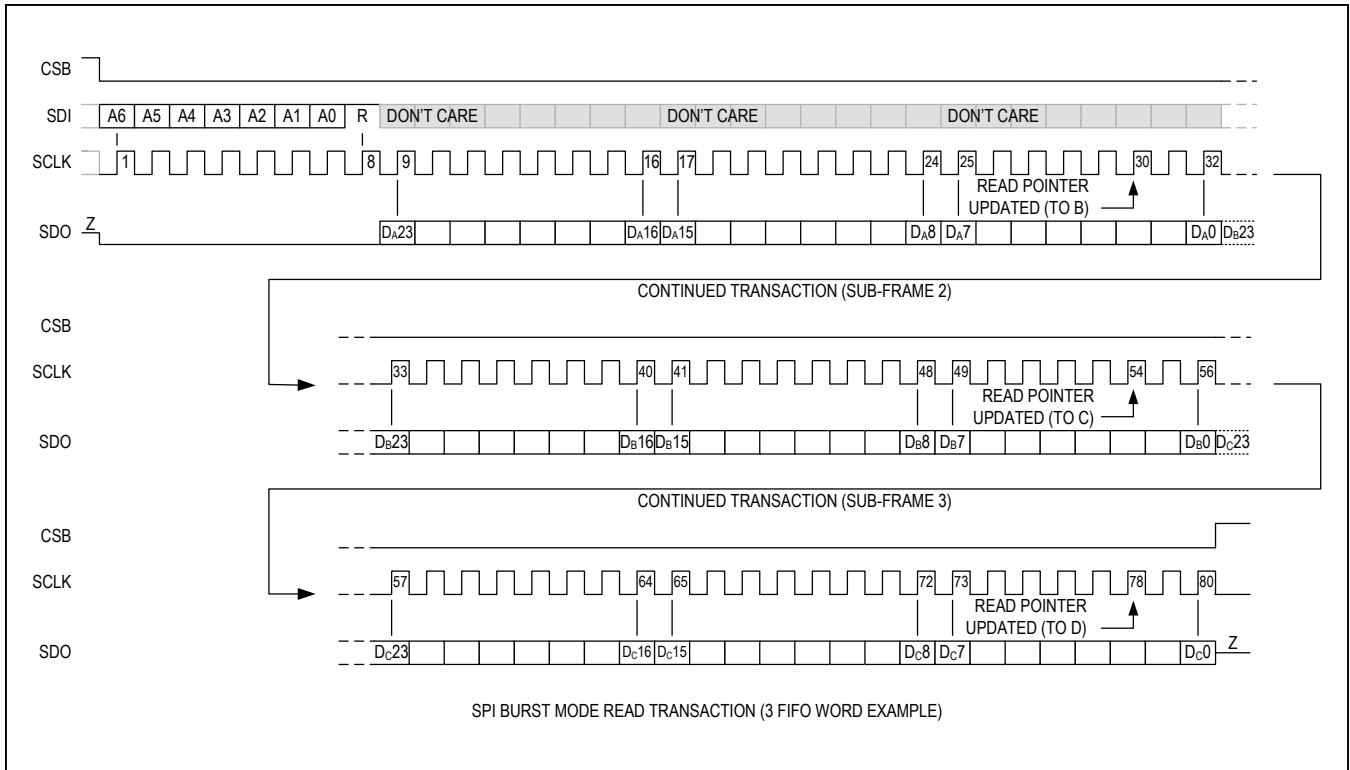 CSB
SDI A6 A5 A4 A3 A2 A1 A0 R DON'T CARE DON'T CARE DON'T CARE
SCLK 1 8 9 16 17 24 25 30 32
READ POINTER
UPDATED (TO B)
SDO Z DA23 DA16 DA15 DA8 DA7 DA0 DB23
CONTINUED TRANSACTION (SUB-FRAME 2)
CSB
SCLK 33 40 41 48 49 54 56
READ POINTER
UPDATED (TO C)
SDO DB23 DB16 DB15 DB8 DB7 DB0 DC23
CONTINUED TRANSACTION (SUB-FRAME 3)
CSB
SCLK 57 64 65 72 73 78 80
READ POINTER
UPDATED (TO D)
SDO DC23 DC16 DC15 DC8 DC7 DC0 Z
SPI BURST MODE READ TRANSACTION (3 FIFO WORD EXAMPLE)